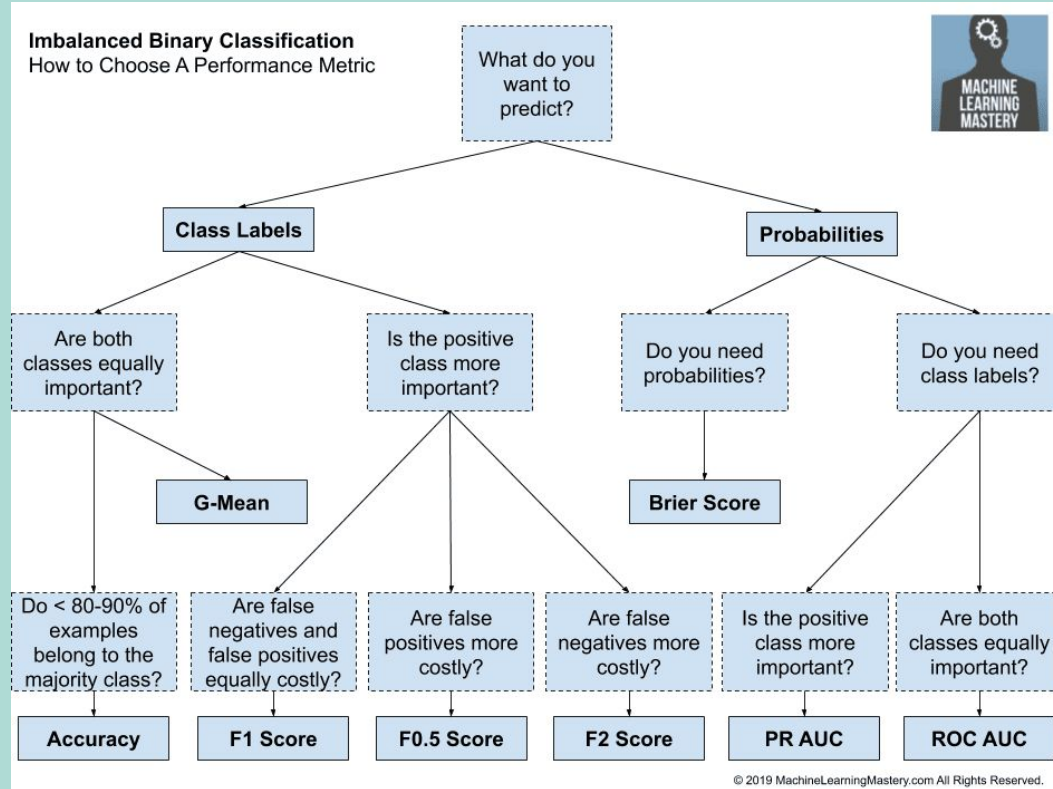 Imbalanced Binary Classification
How to Choose A Performance Metric
What do you
want to
predict?
MACHINE
LEARNING
MASTERY
Class Labels
Probabilities
Are both
classes equally
important?
Is the positive
class more
important?
Do you need
probabilities?
Do you need
class labels?
G-Mean
Brier Score
Do < 80-90% of
examples
belong to the
majority class?
Are false
negatives and
false positives
equally costly?
Are false
positives more
costly?
Are false
negatives more
costly?
Is the positive
class more
important?
Are both
classes equally
important?
Accuracy
F1 Score
F0.5 Score
F2 Score
PR AUC
ROC AUC
© 2019 MachineLearningMastery.com All Rights Reserved.